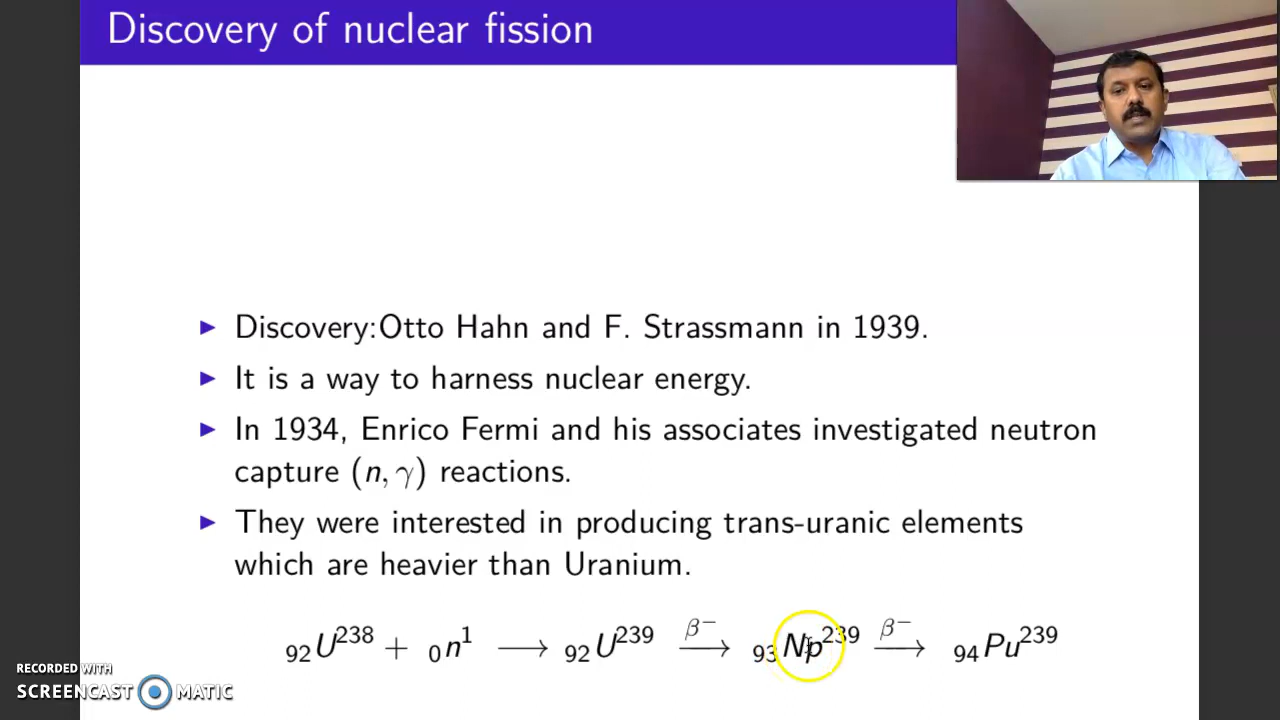 Discovery of nuclear fission
▶ Discovery:Otto Hahn and F. Strassmann in 1939.
▶ It is a way to harness nuclear energy.
▶ In 1934, Enrico Fermi and his associates investigated neutron
capture (n, γ) reactions.
▶ They were interested in producing trans-uranic elements
which are heavier than Uranium.
₉₂U²³⁸ + ₀n¹ ⟶ ₉₂U²³⁹ ⟶^{β⁻} ₉₃Np²³⁹ ⟶^{β⁻} ₉₄Pu²³⁹
RECORDED WITH
SCREENCAST MATIC